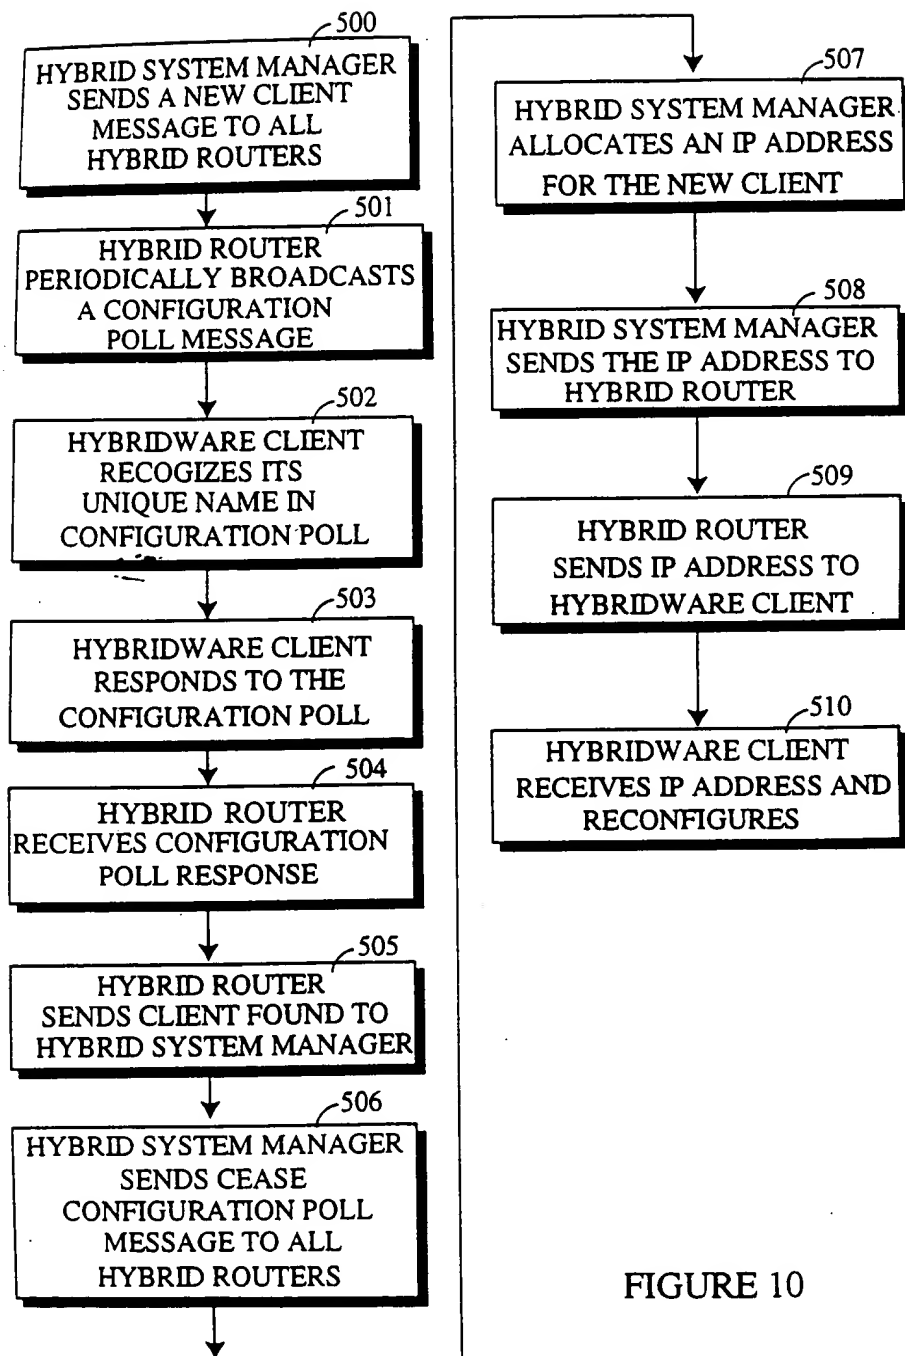 500
HYBRID SYSTEM MANAGER
SENDS A NEW CLIENT
MESSAGE TO ALL
HYBRID ROUTERS
501
HYBRID ROUTER
PERIODICALLY BROADCASTS
A CONFIGURATION
POLL MESSAGE
502
HYBRIDWARE CLIENT
RECOGIZES ITS
UNIQUE NAME IN
CONFIGURATION POLL
503
HYBRIDWARE CLIENT
RESPONDS TO THE
CONFIGURATION POLL
504
HYBRID ROUTER
RECEIVES CONFIGURATION
POLL RESPONSE
505
HYBRID ROUTER
SENDS CLIENT FOUND TO
HYBRID SYSTEM MANAGER
506
HYBRID SYSTEM MANAGER
SENDS CEASE
CONFIGURATION POLL
MESSAGE TO ALL
HYBRID ROUTERS
507
HYBRID SYSTEM MANAGER
ALLOCATES AN IP ADDRESS
FOR THE NEW CLIENT
508
HYBRID SYSTEM MANAGER
SENDS THE IP ADDRESS TO
HYBRID ROUTER
509
HYBRID ROUTER
SENDS IP ADDRESS TO
HYBRIDWARE CLIENT
510
HYBRIDWARE CLIENT
RECEIVES IP ADDRESS AND
RECONFIGURES
FIGURE 10